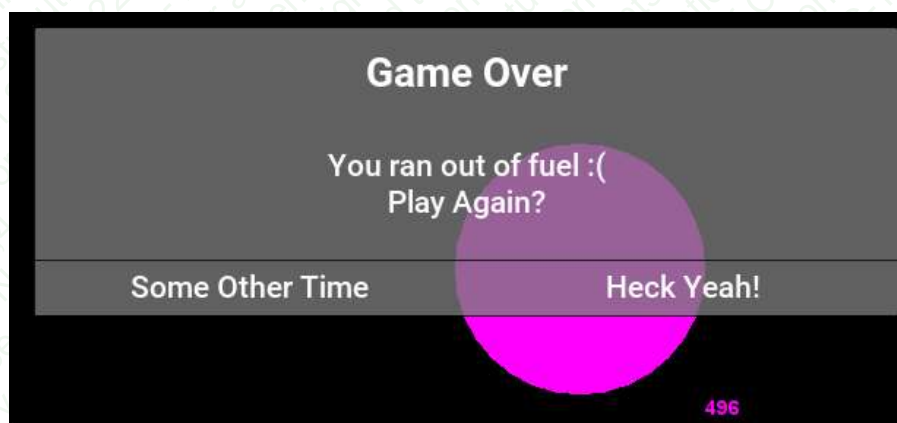 Game Over
You ran out of fuel :(
Play Again?
Some Other Time
Heck Yeah!
496